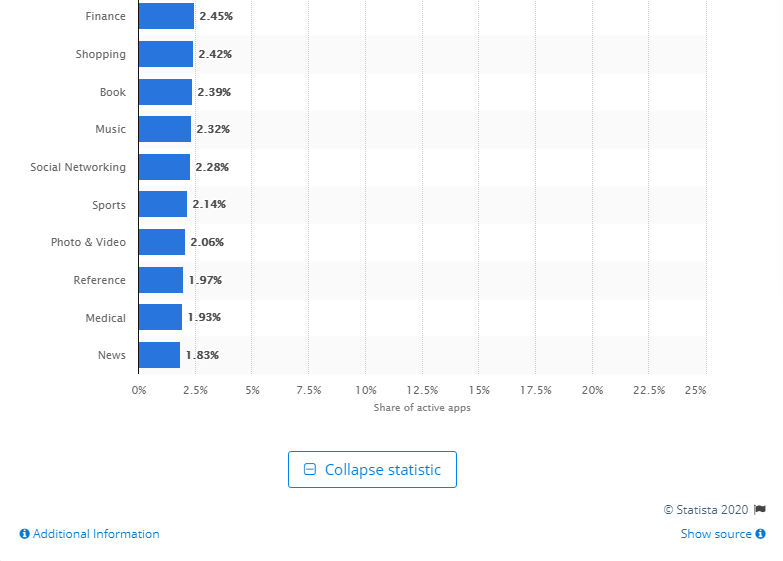 Finance 2.45%
Shopping 2.42%
Book 2.39%
Music 2.32%
Social Networking 2.28%
Sports 2.14%
Photo & Video 2.06%
Reference 1.97%
Medical 1.93%
News 1.83%
0% 2.5% 5% 7.5% 10% 12.5% 15% 17.5% 20% 22.5% 25%
Share of active apps
Collapse statistic
© Statista 2020
Additional Information Show source